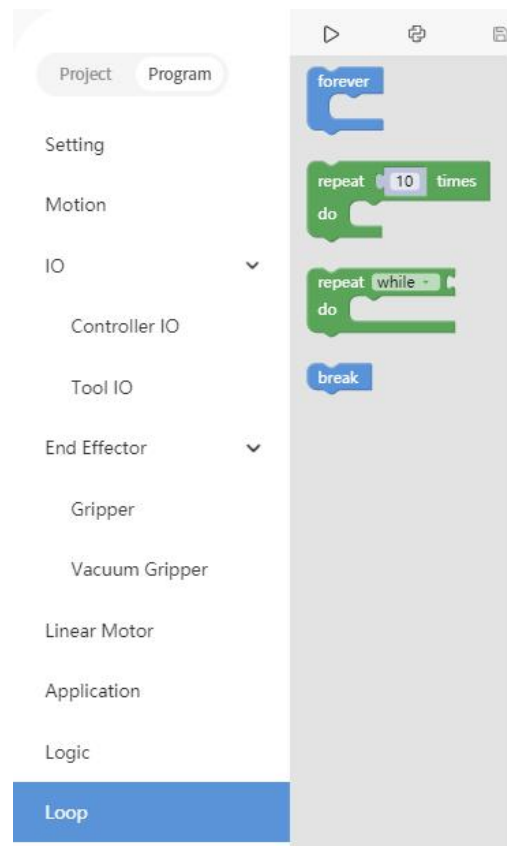 Project Program
Setting
Motion
IO
Controller IO
Tool IO
End Effector
Gripper
Vacuum Gripper
Linear Motor
Application
Logic
Loop
forever
repeat 10 times
do
repeat while
do
break